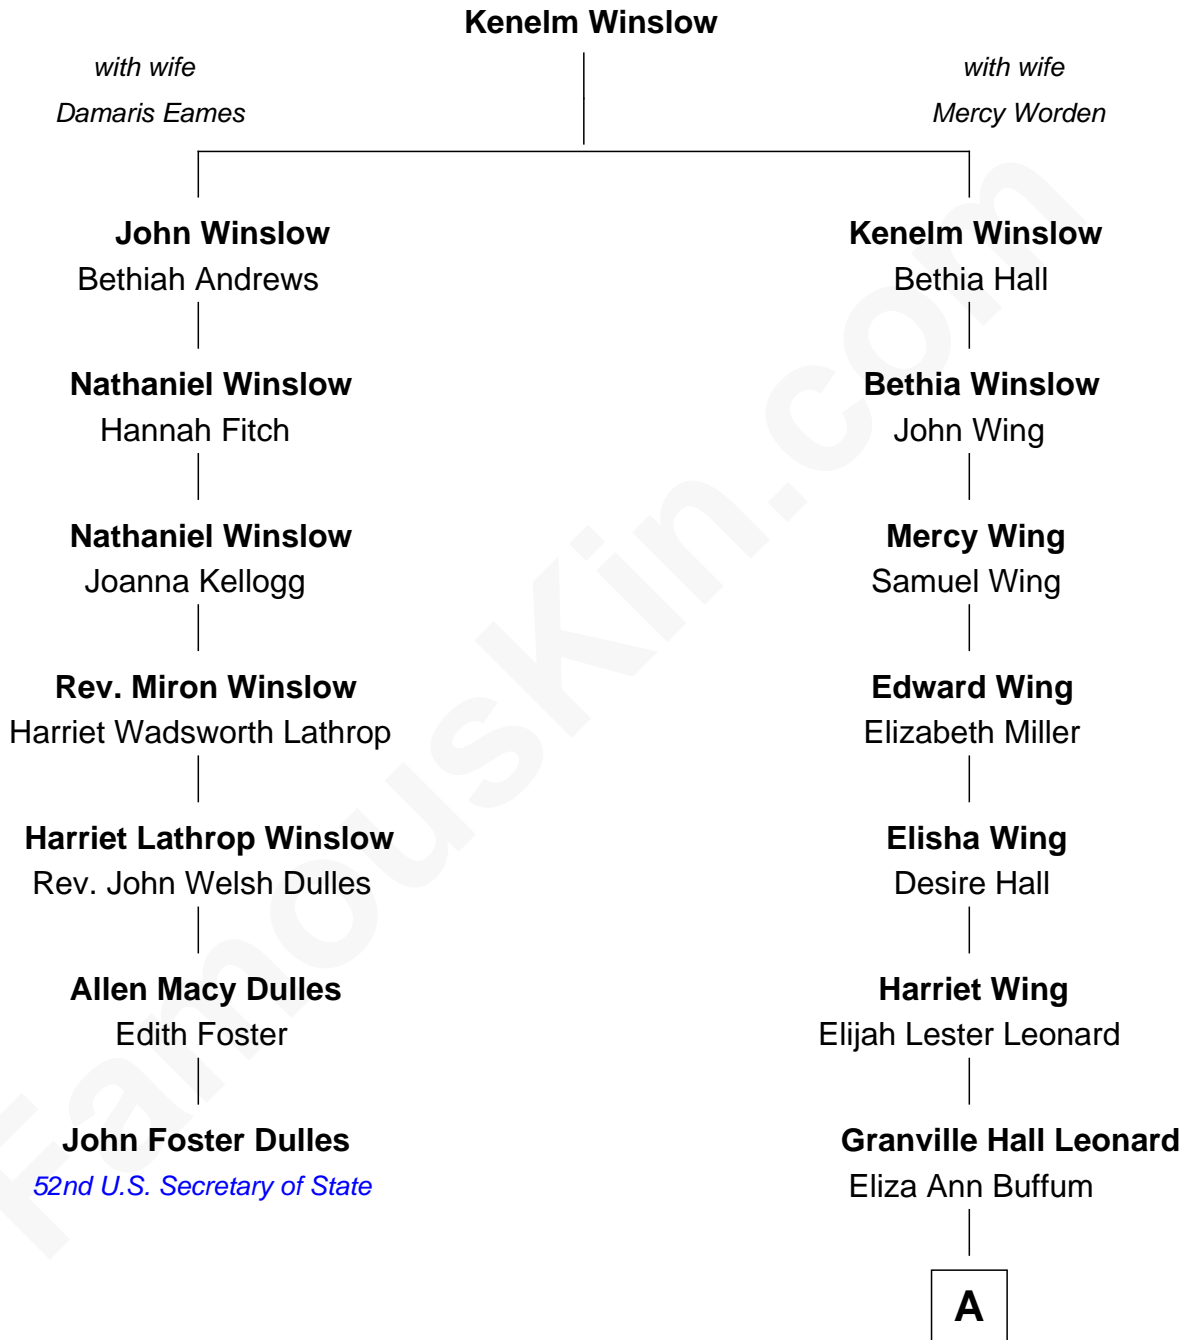 Kenelm Winslow
with wife
Damaris Eames
with wife
Mercy Worden
John Winslow
Bethiah Andrews
Kenelm Winslow
Bethia Hall
Nathaniel Winslow
Hannah Fitch
Bethia Winslow
John Wing
Nathaniel Winslow
Joanna Kellogg
Mercy Wing
Samuel Wing
Rev. Miron Winslow
Harriet Wadsworth Lathrop
Edward Wing
Elizabeth Miller
Harriet Lathrop Winslow
Rev. John Welsh Dulles
Elisha Wing
Desire Hall
Allen Macy Dulles
Edith Foster
Harriet Wing
Elijah Lester Leonard
John Foster Dulles
52nd U.S. Secretary of State
Granville Hall Leonard
Eliza Ann Buffum
A
FamousKin.com